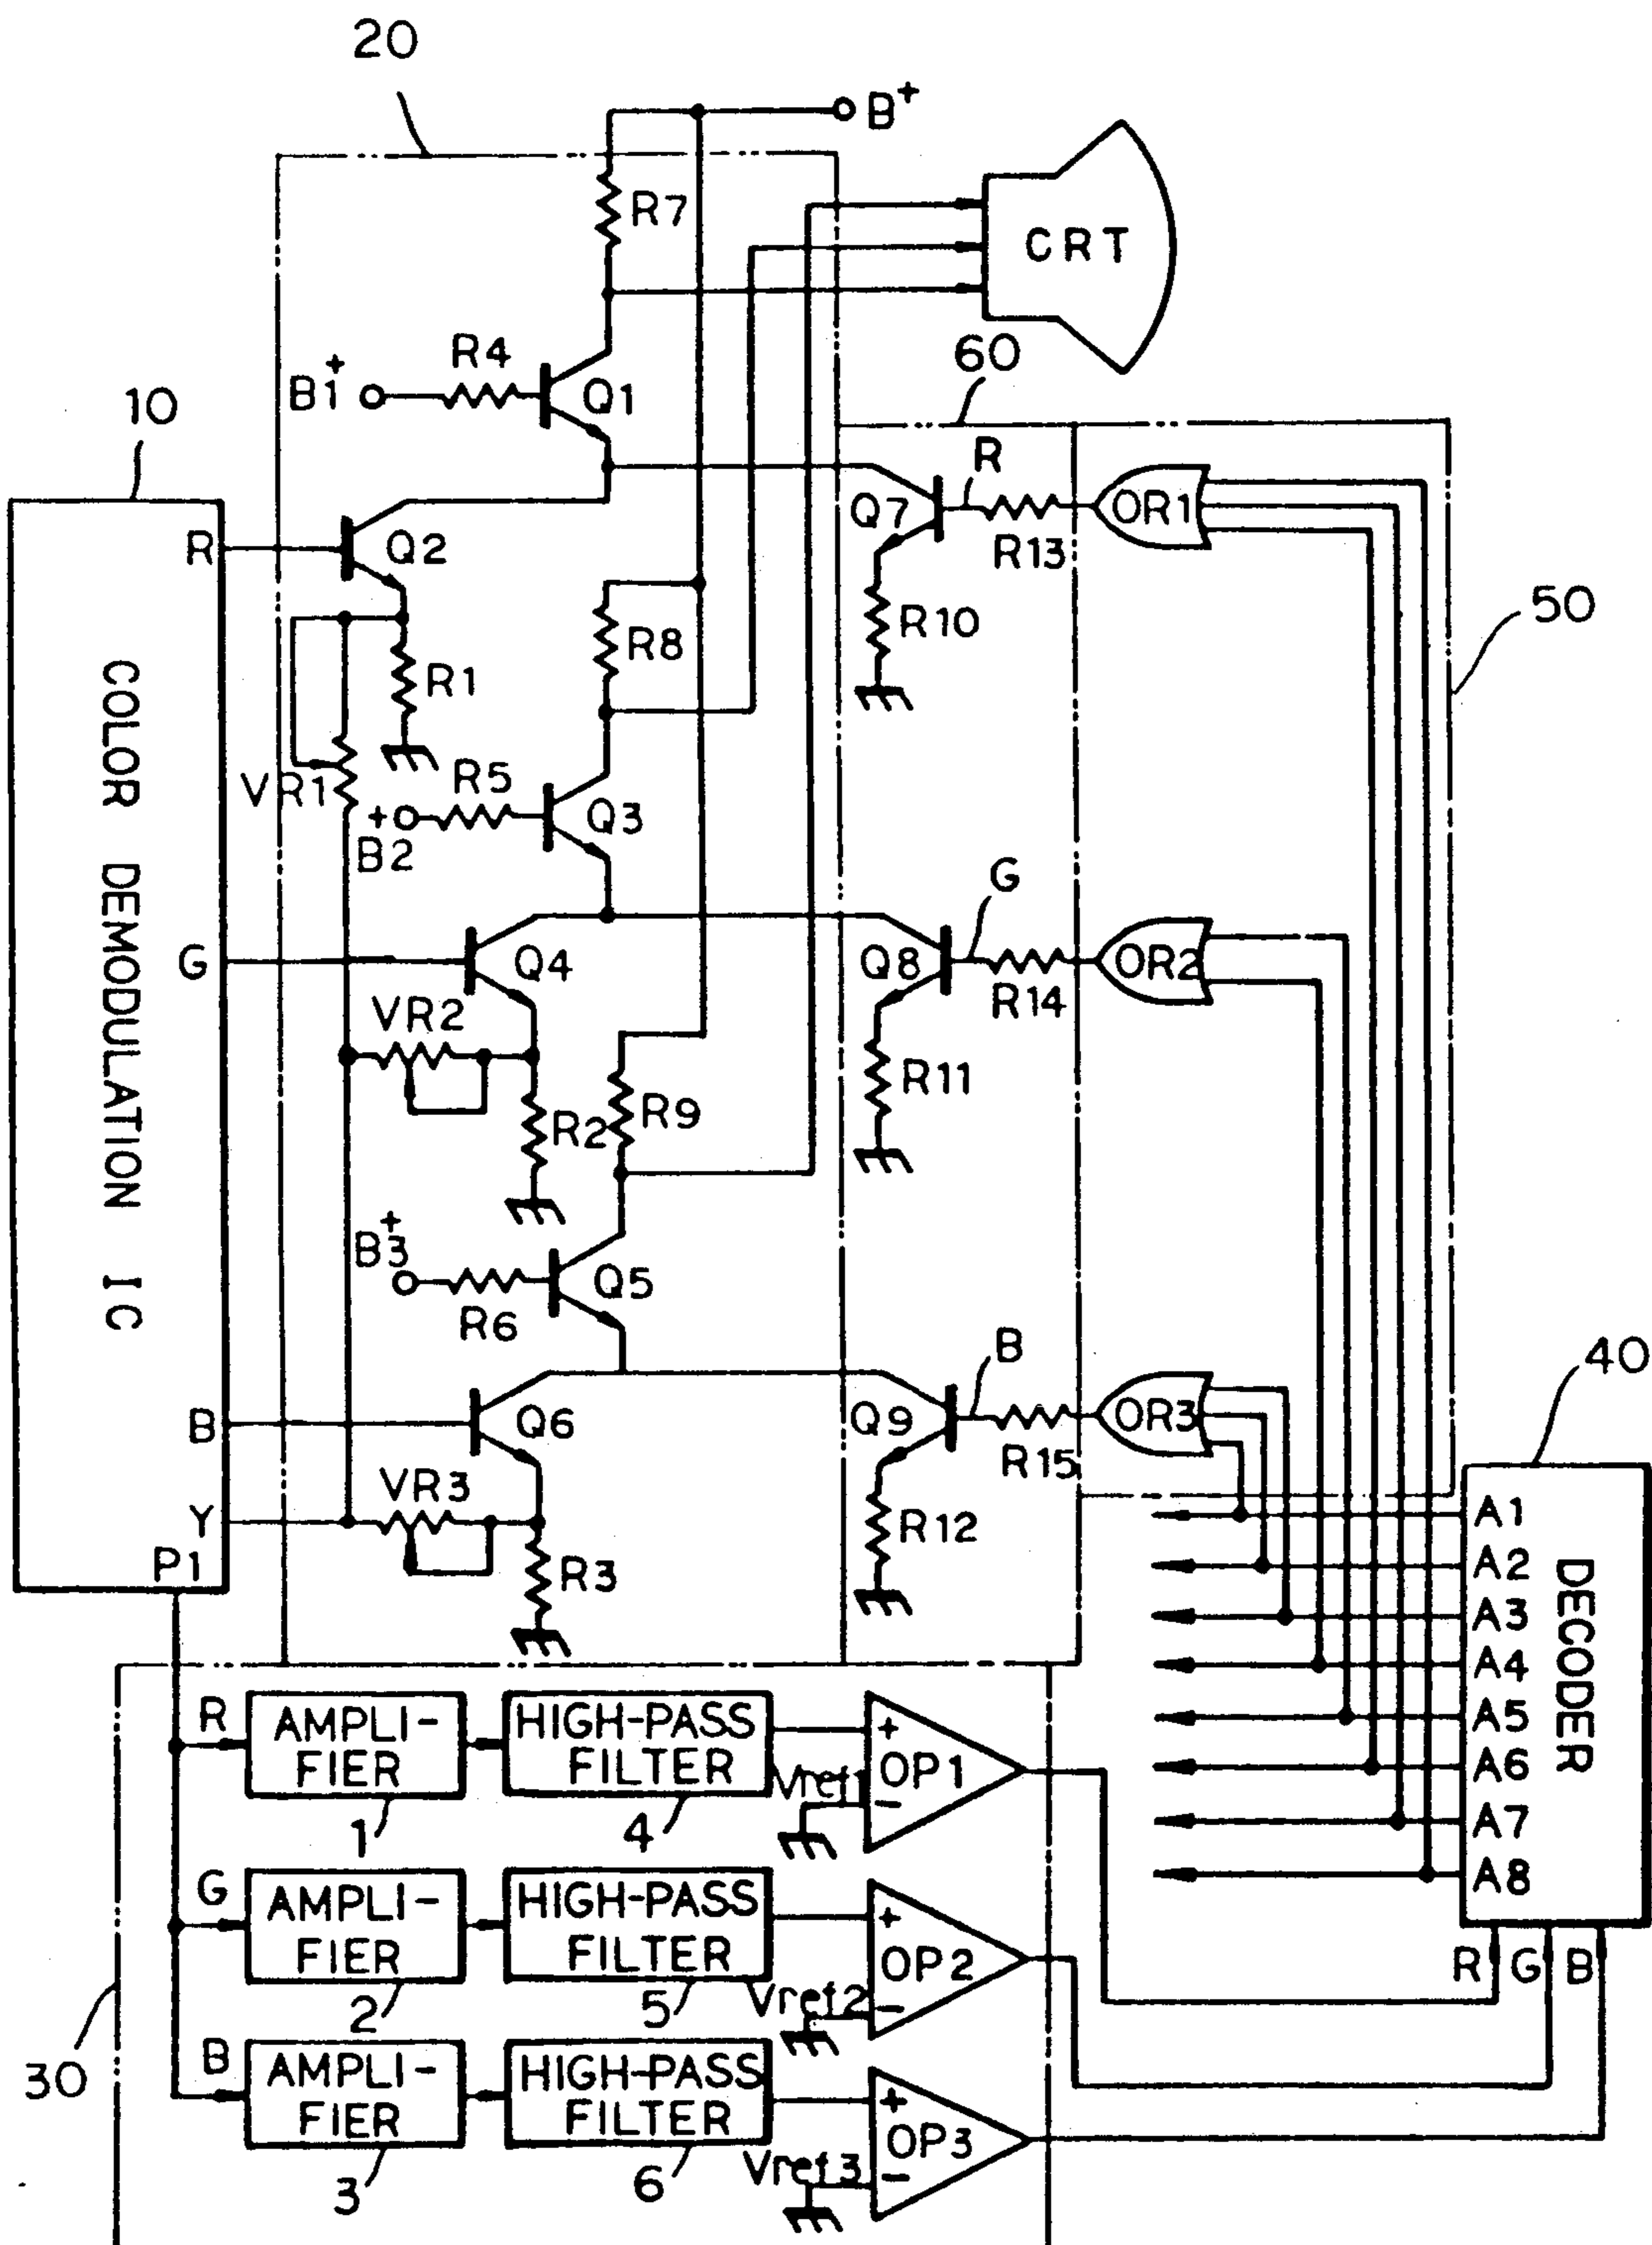 20
B+
R7
CRT
60
R4
B1+
Q1
10
R
R
Q7
OR1
Q2
R13
50
R8
R10
R1
COLOR DEMODULATION IC
VR1
R5
Q3
+
B2
G
G
Q4
Q8
OR2
R14
VR2
R11
R2
R9
B3+
Q5
R6
B
40
B
Q6
Q9
OR3
R15
VR3
Y
R12
A1
P1
R3
A2
A3
DECODER
A4
A5
A6
A7
A8
R
AMPLI-
FIER
HIGH-PASS
FILTER
+
Vref1
OP1
-
1
4
G
AMPLI-
FIER
HIGH-PASS
FILTER
+
OP2
R G B
Vref2
-
2
5
30
B
AMPLI-
FIER
HIGH-PASS
FILTER
+
OP3
Vref3
-
3
6